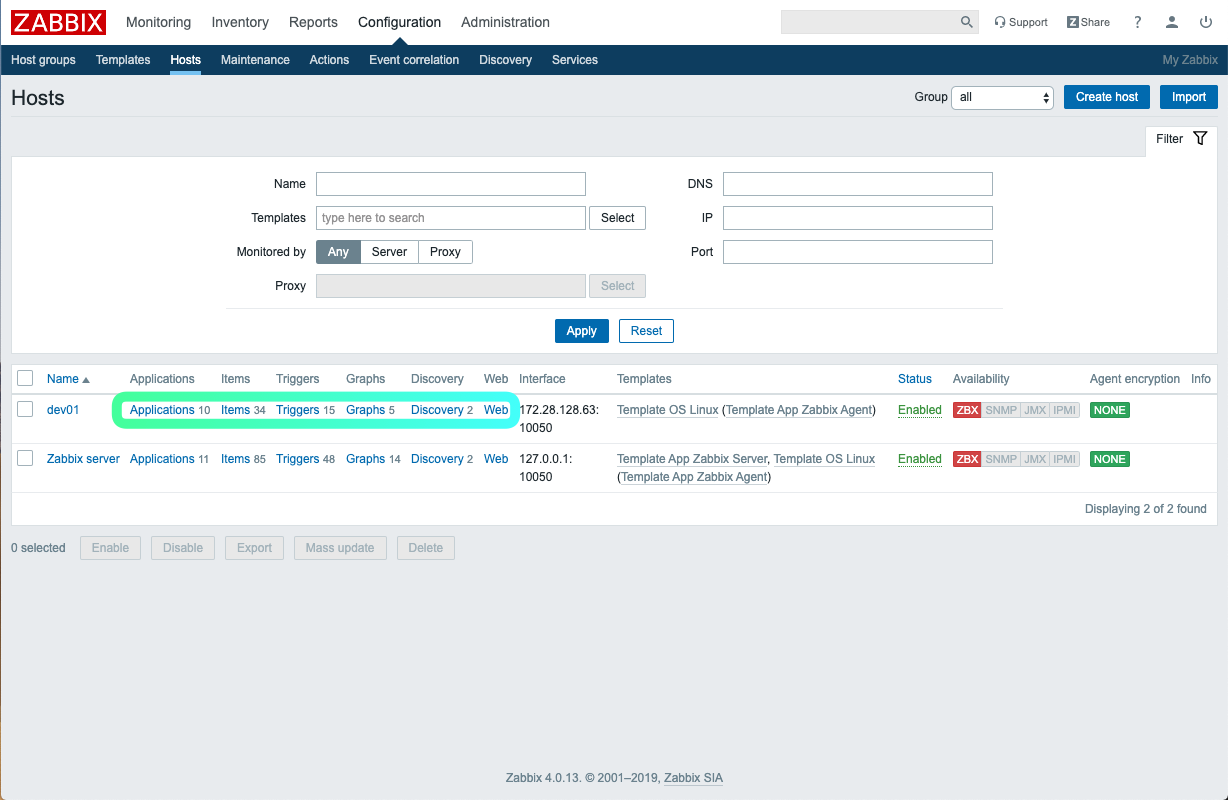 ZABBIX Monitoring Inventory Reports Configuration Administration Support Z Share ?
Host groups Templates Hosts Maintenance Actions Event correlation Discovery Services My Zabbix
Hosts Group all Create host Import
Filter
Name DNS
Templates type here to search Select IP
Monitored by Any Server Proxy Port
Proxy Select
Apply Reset
Name Applications Items Triggers Graphs Discovery Web Interface Templates Status Availability Agent encryption Info
dev01 Applications 10 Items 34 Triggers 15 Graphs 5 Discovery 2 Web 172.28.128.63: Template OS Linux (Template App Zabbix Agent) Enabled ZBX SNMP JMX IPMI NONE
10050
Zabbix server Applications 11 Items 85 Triggers 48 Graphs 14 Discovery 2 Web 127.0.0.1: Template App Zabbix Server, Template OS Linux Enabled ZBX SNMP JMX IPMI NONE
10050 (Template App Zabbix Agent)
Displaying 2 of 2 found
0 selected Enable Disable Export Mass update Delete
Zabbix 4.0.13. © 2001–2019, Zabbix SIA